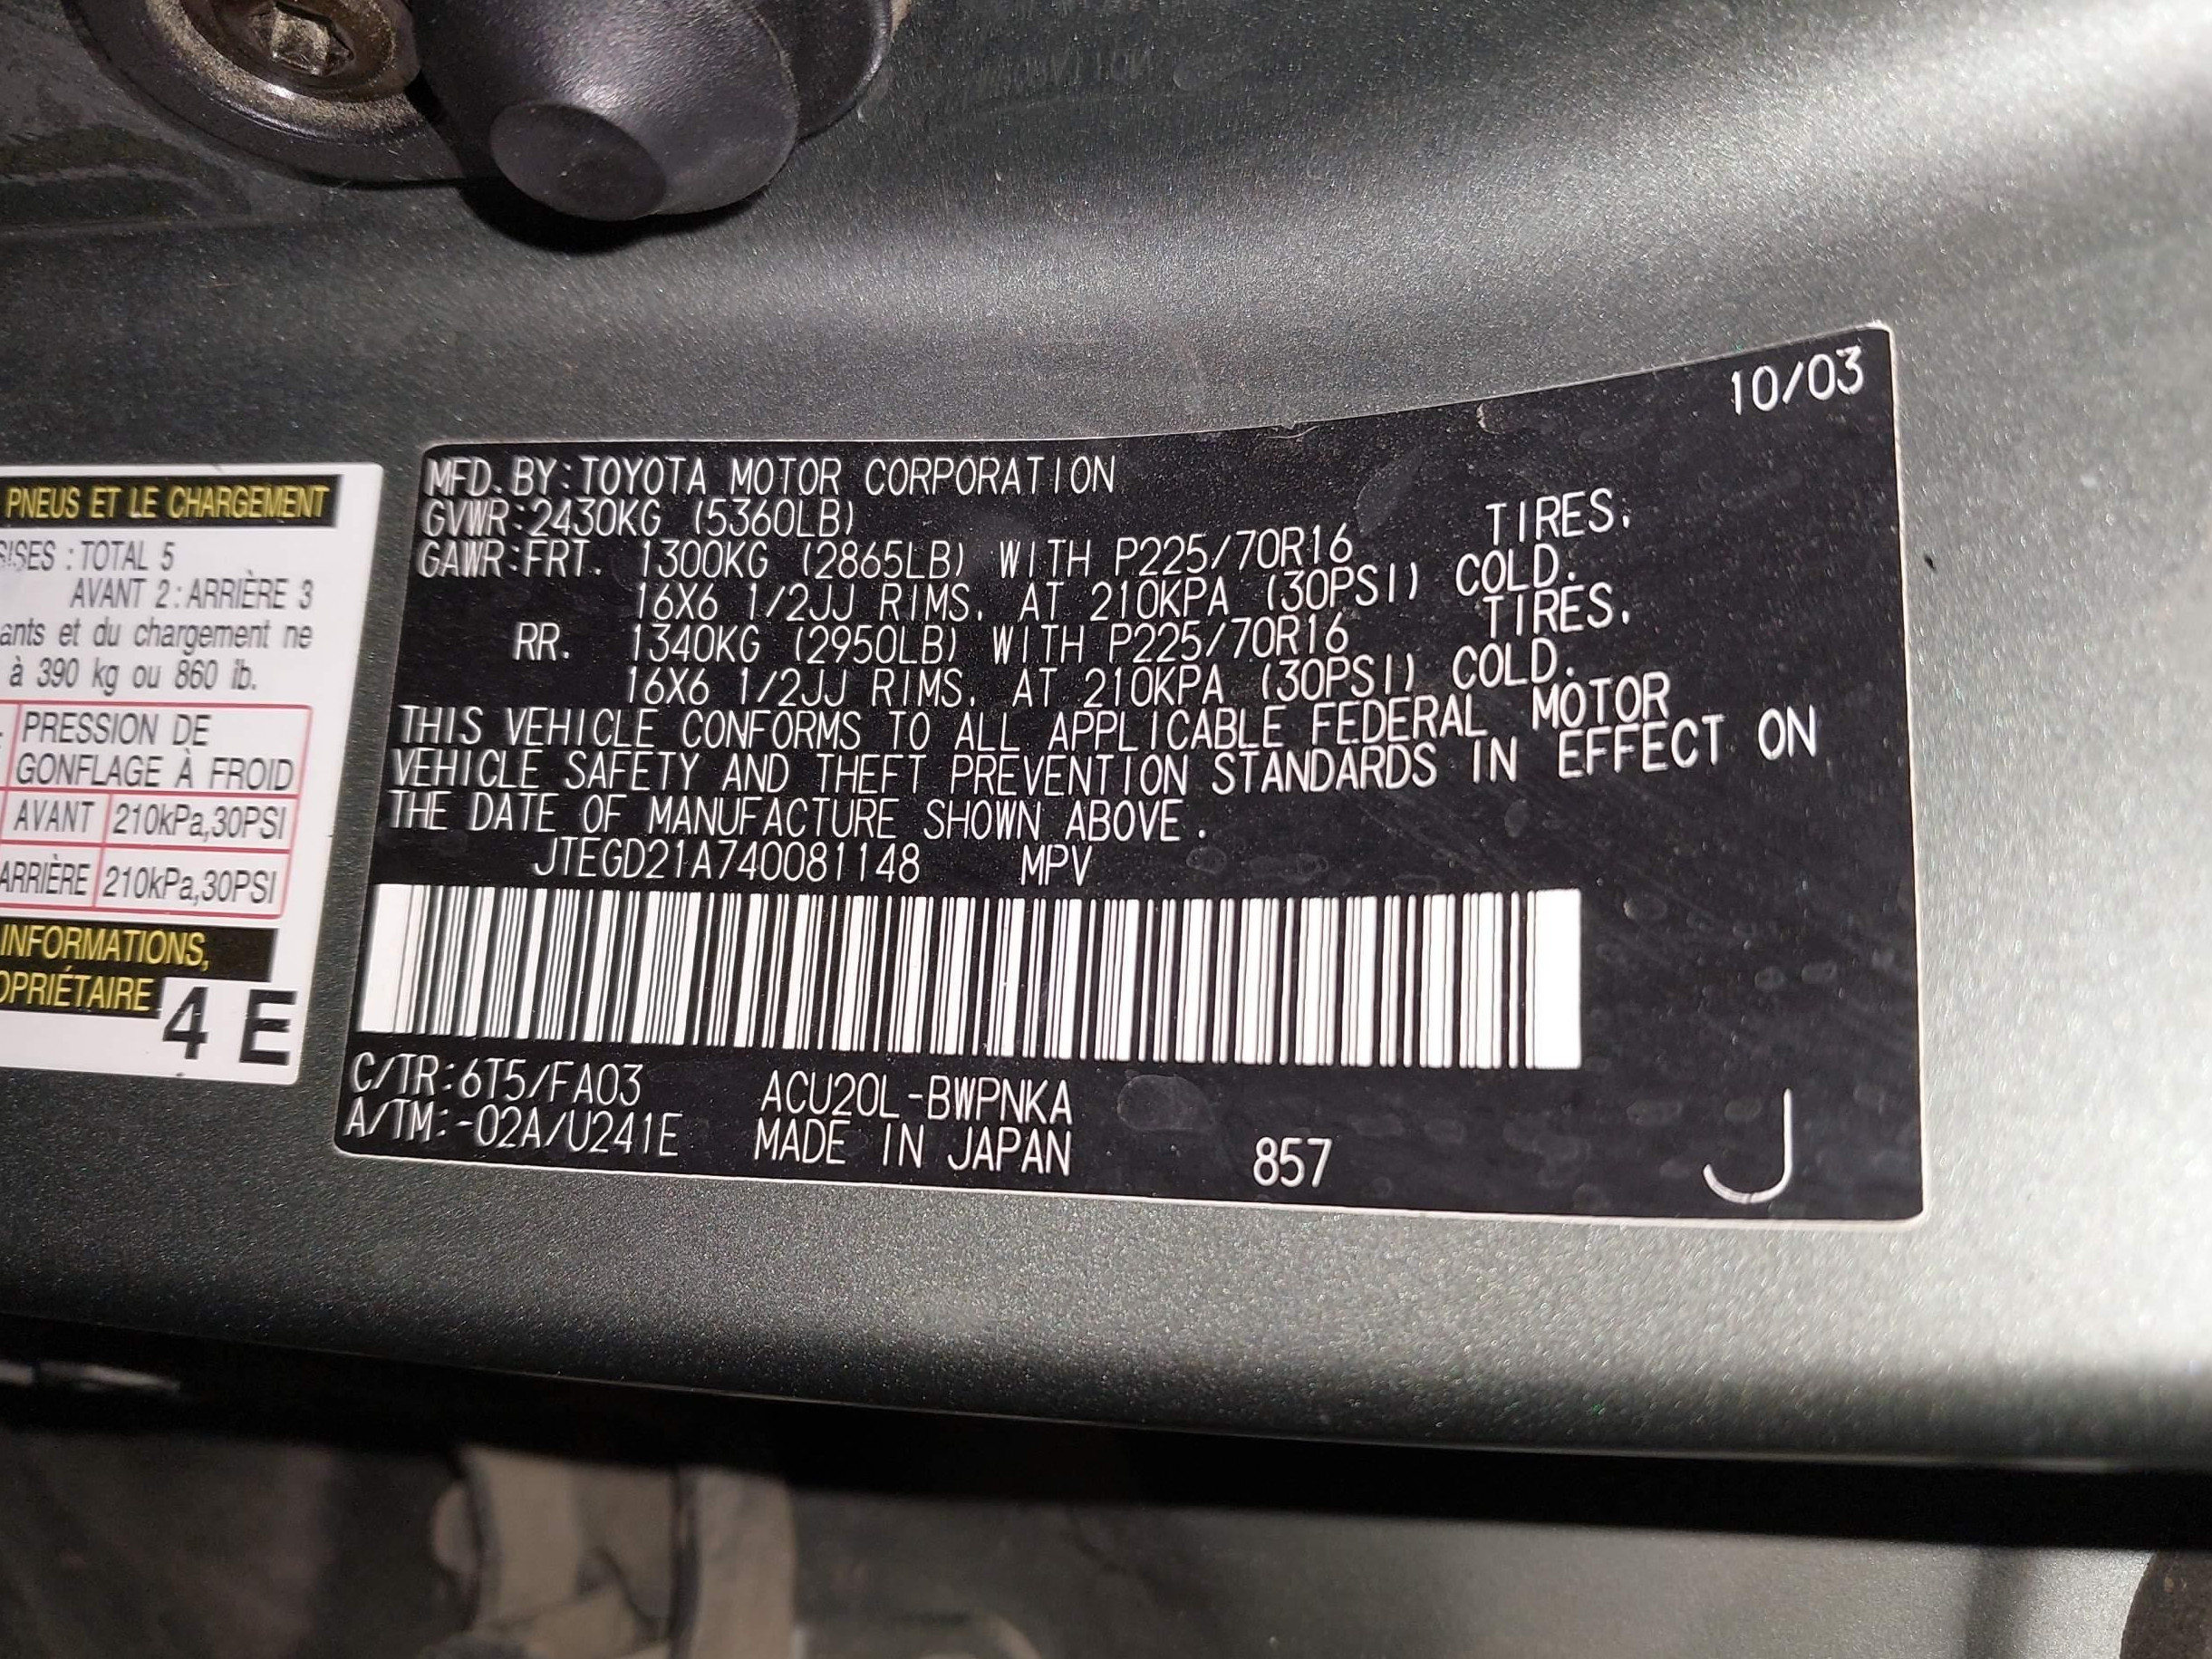 PNEUS ET LE CHARGEMENT
SISES : TOTAL 5
AVANT 2 : ARRIÈRE 3
ants et du chargement ne
à 390 kg ou 860 lb.
PRESSION DE
GONFLAGE À FROID
AVANT 210kPa,30PSI
ARRIÈRE 210kPa,30PSI
INFORMATIONS,
OPRIÉTAIRE
4 E
10/03
MFD. BY:TOYOTA MOTOR CORPORATION
GVWR:2430KG (5360LB)
GAWR:FRT. 1300KG (2865LB) WITH P225/70R16 TIRES,
16X6 1/2JJ RIMS, AT 210KPA (30PSI) COLD.
RR. 1340KG (2950LB) WITH P225/70R16 TIRES,
16X6 1/2JJ RIMS, AT 210KPA (30PSI) COLD.
THIS VEHICLE CONFORMS TO ALL APPLICABLE FEDERAL MOTOR
VEHICLE SAFETY AND THEFT PREVENTION STANDARDS IN EFFECT ON
THE DATE OF MANUFACTURE SHOWN ABOVE.
JTEGD21A740081148 MPV
C/TR:6T5/FA03 ACU20L-BWPNKA
A/TM:-02A/U241E MADE IN JAPAN 857
J